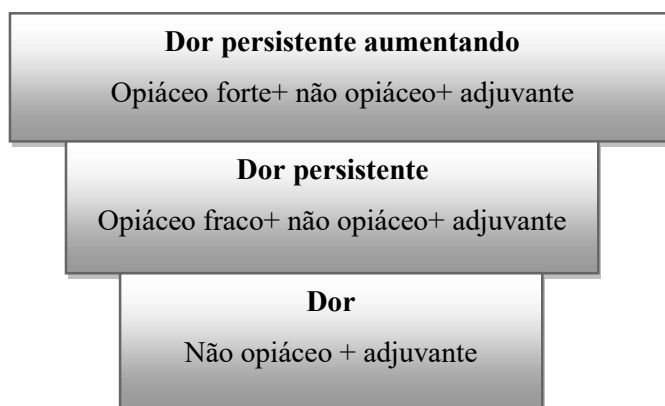 Dor persistente aumentando
Opiáceo forte+ não opiáceo+ adjuvante
Dor persistente
Opiáceo fraco+ não opiáceo+ adjuvante
Dor
Não opiáceo + adjuvante